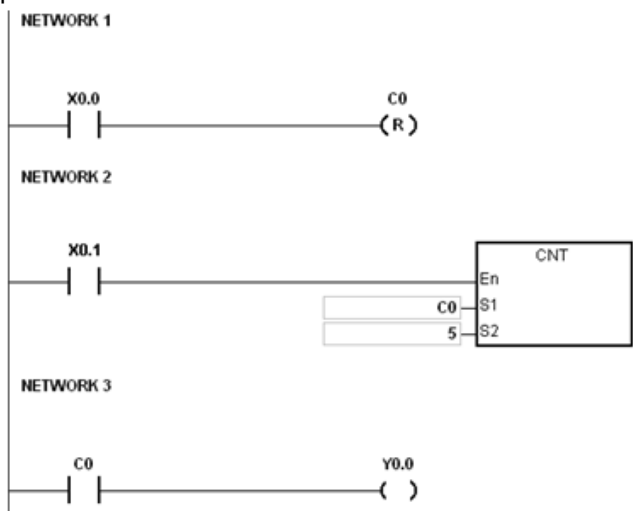 NETWORK 1
X0.0 C0
R
NETWORK 2
X0.1
CNT
En
C0 S1
5 S2
NETWORK 3
C0 Y0.0